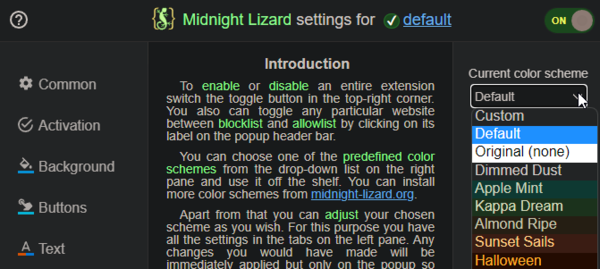 Midnight Lizard settings for default
ON
Common
Activation
Background
Buttons
Text
Introduction
To enable or disable an entire extension
switch the toggle button in the top-right corner.
You also can toggle any particular website
between blocklist and allowlist by clicking on its
label on the popup header bar.
You can choose one of the predefined color
schemes from the drop-down list on the right
pane and use it off the shelf. You can install
more color schemes from midnight-lizard.org.
Apart from that you can adjust your chosen
scheme as you wish. For this purpose you have
all the settings in the tabs on the left pane. Any
changes you would have made will be
immediately applied but only on the popup so
Current color scheme
Default
Custom
Default
Original (none)
Dimmed Dust
Apple Mint
Kappa Dream
Almond Ripe
Sunset Sails
Halloween